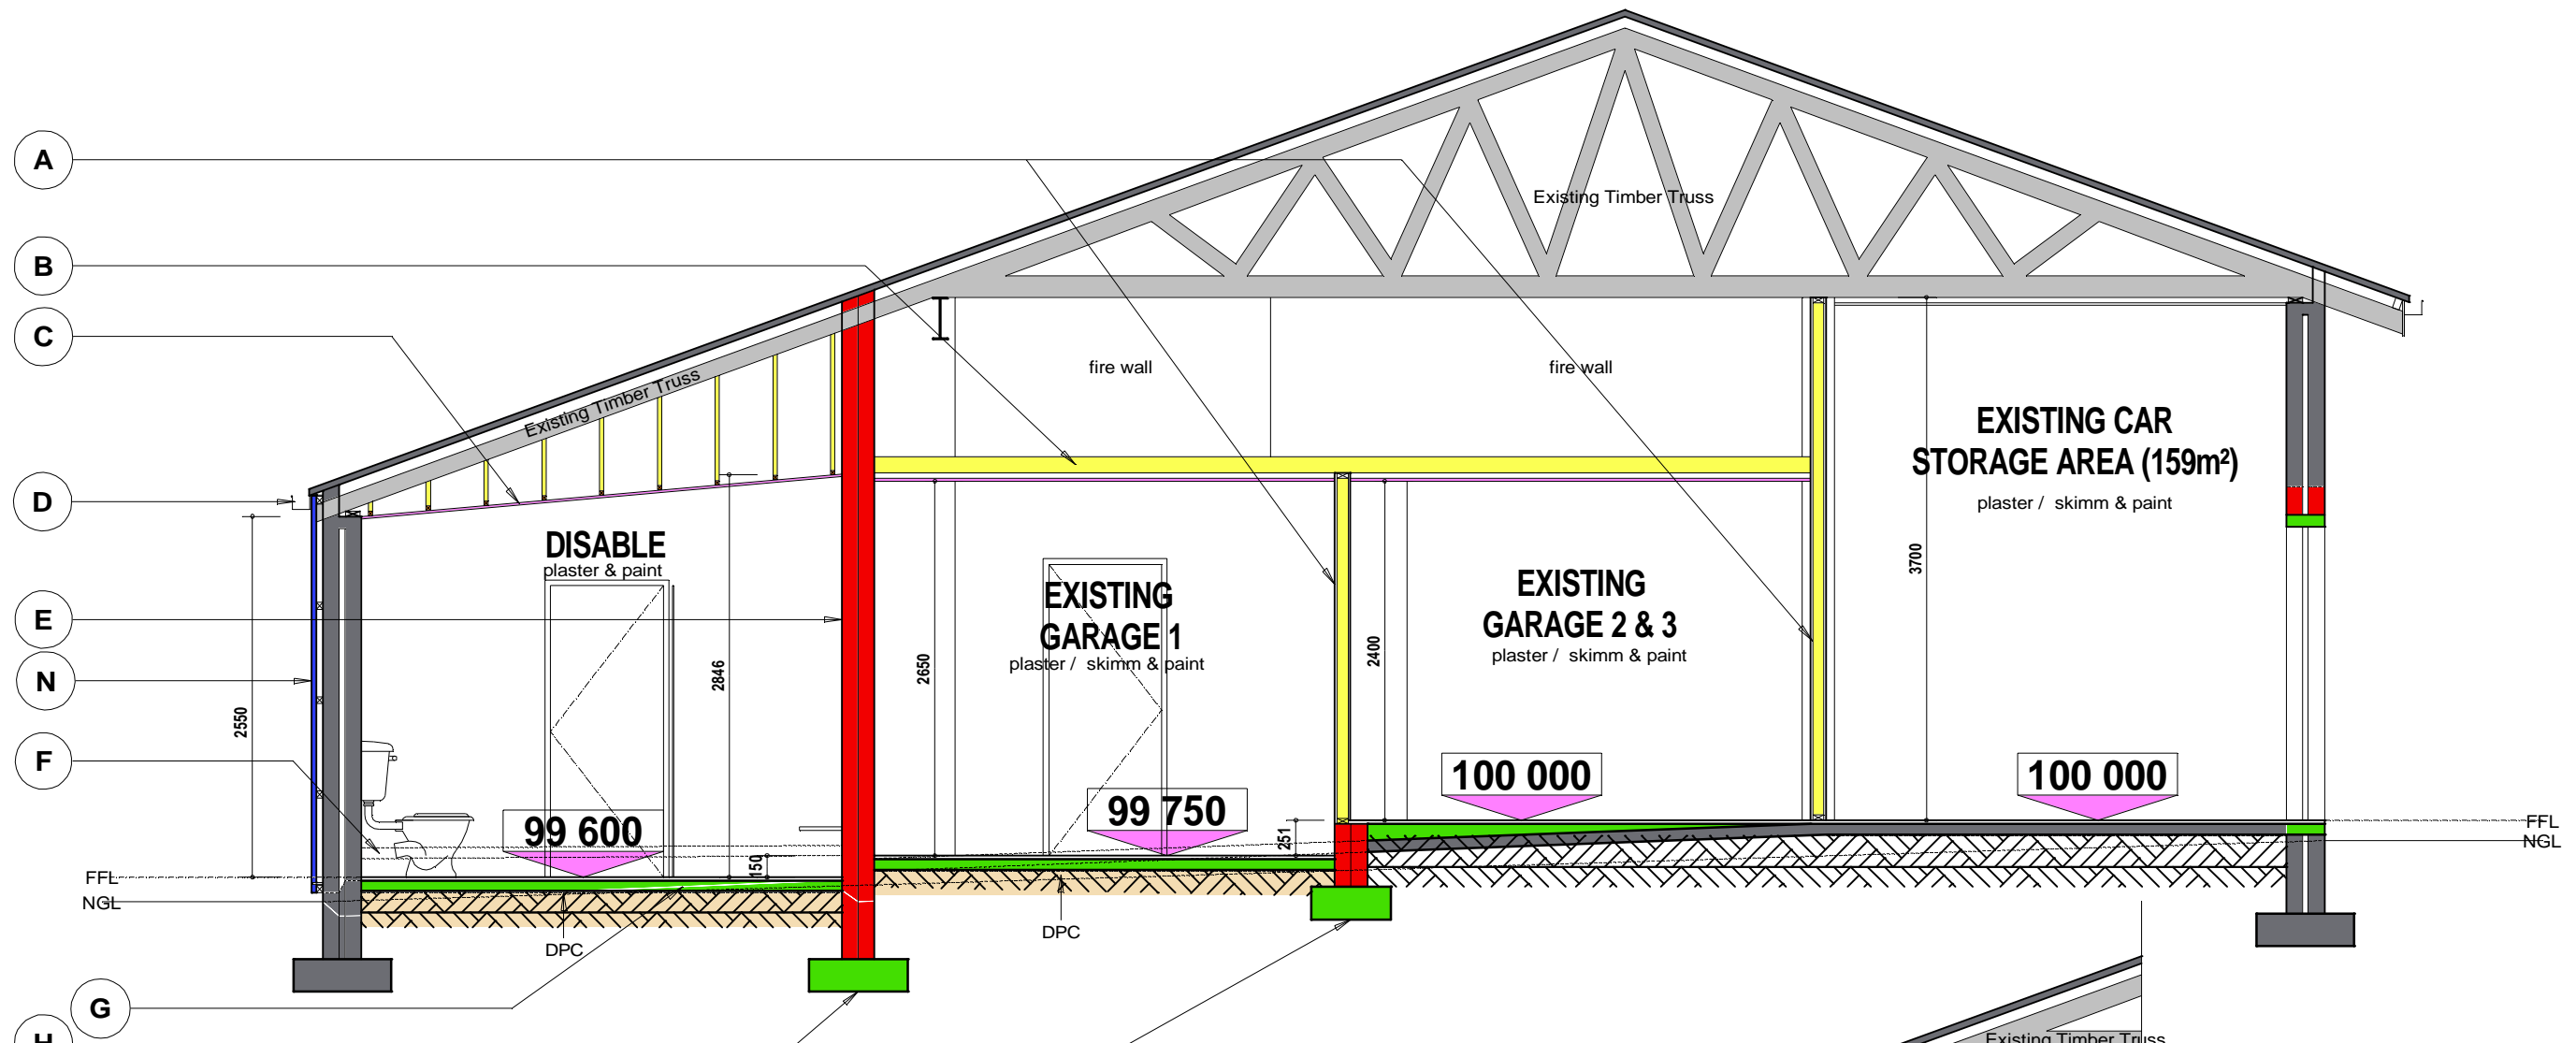 A
Existing Timber Truss
B
C
fire wall
fire wall
Existing Timber Truss
EXISTING CAR
STORAGE AREA (159m²)
plaster / skimm & paint
D
DISABLE
plaster & paint
3700
EXISTING
GARAGE 1
plaster / skimm & paint
EXISTING
GARAGE 2 & 3
plaster / skimm & paint
E
2846
2650
2400
N
2550
F
99 600
99 750
100 000
100 000
150
251
FFL
NGL
FFL
NGL
DPC
DPC
G
H
Existing Timber Truss